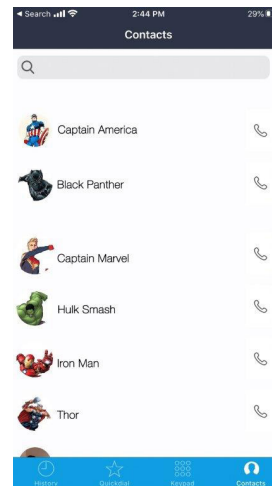 Search 2:44 PM 29%
Contacts
Captain America
Black Panther
Captain Marvel
Hulk Smash
Iron Man
Thor
History Quickdial Keypad Contacts